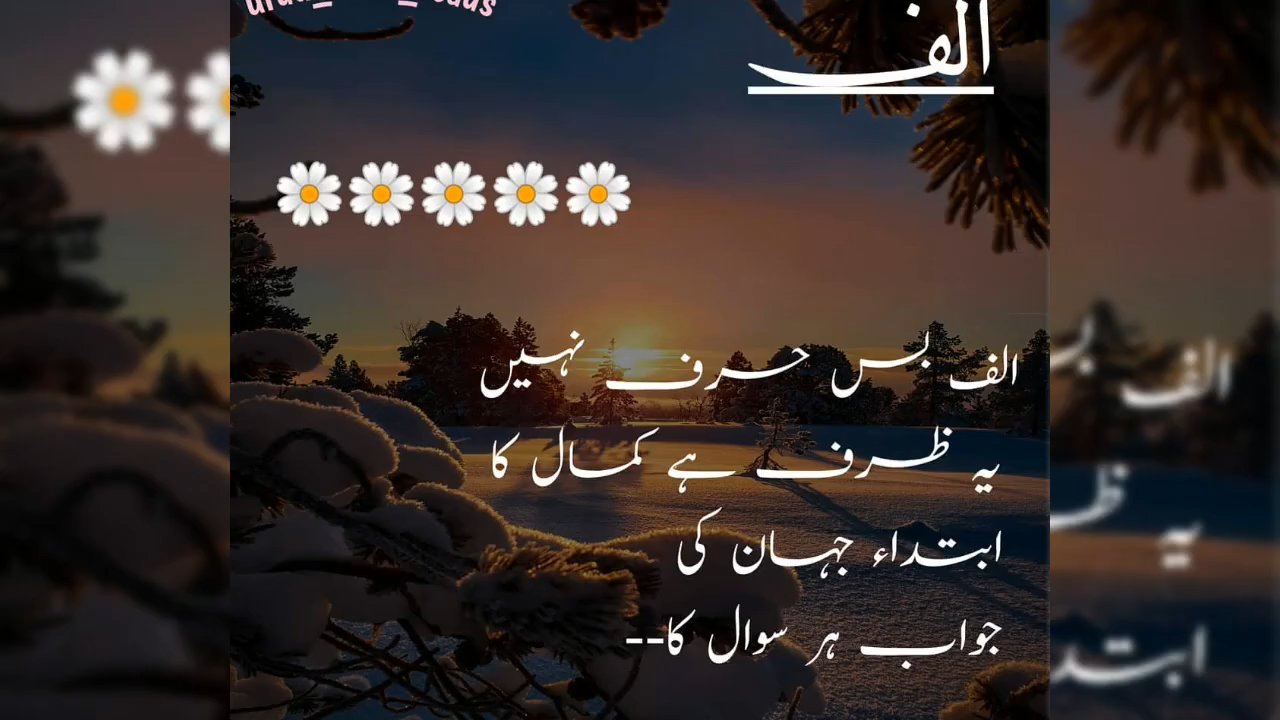 الف
الف بس حرف نہیں
یہ ظرف ہے کمال کا
ابتداء جہان کی
جواب ہر سوال کا--